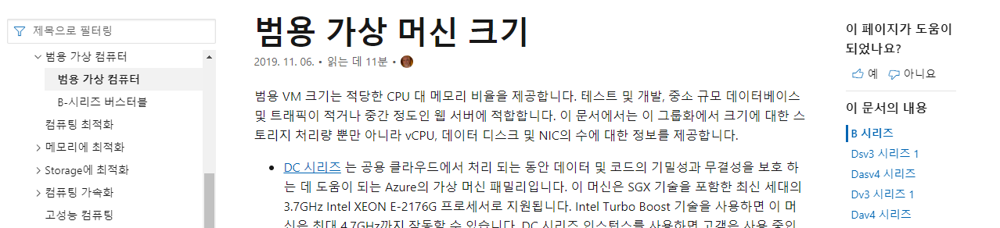 제목으로 필터링
범용 가상 컴퓨터
범용 가상 컴퓨터
B-시리즈 버스터블
컴퓨팅 최적화
메모리에 최적화
Storage에 최적화
컴퓨팅 가속화
고성능 컴퓨팅
범용 가상 머신 크기
2019. 11. 06. • 읽는 데 11분 •
범용 VM 크기는 적당한 CPU 대 메모리 비율을 제공합니다. 테스트 및 개발, 중소 규모 데이터베이스
및 트래픽이 적거나 중간 정도인 웹 서버에 적합합니다. 이 문서에서는 이 그룹화에서 크기에 대한 스
토리지 처리량 뿐만 아니라 vCPU, 데이터 디스크 및 NIC의 수에 대한 정보를 제공합니다.
• DC 시리즈 는 공용 클라우드에서 처리 되는 동안 데이터 및 코드의 기밀성과 무결성을 보호 하
는 데 도움이 되는 Azure의 가상 머신 패밀리입니다. 이 머신은 SGX 기술을 포함한 최신 세대의
3.7GHz Intel XEON E-2176G 프로세서로 지원됩니다. Intel Turbo Boost 기술을 사용하면 이 머
신은 최대 4.7GHz까지 작동할 수 있습니다. DC 시리즈 인스턴스를 사용하면 고객은 사용 중인
이 페이지가 도움이
되었나요?
예 아니요
이 문서의 내용
B 시리즈
Dsv3 시리즈 1
Dasv4 시리즈
Dv3 시리즈 1
Dav4 시리즈